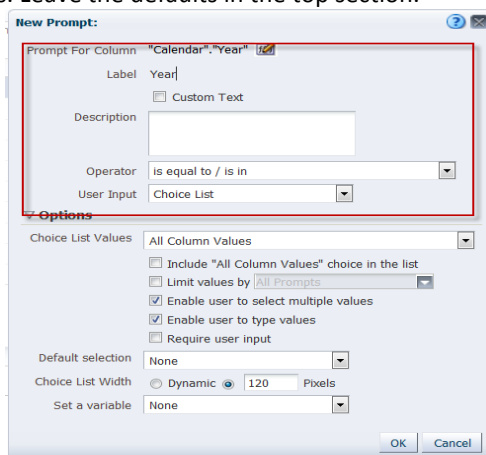 Leave the defaults in the top section.
New Prompt:
Prompt For Column "Calendar"."Year"
Label Year
Custom Text
Description
Operator is equal to / is in
User Input Choice List
Options
Choice List Values All Column Values
Include "All Column Values" choice in the list
Limit values by All Prompts
Enable user to select multiple values
Enable user to type values
Require user input
Default selection None
Choice List Width Dynamic 120 Pixels
Set a variable None
OK Cancel